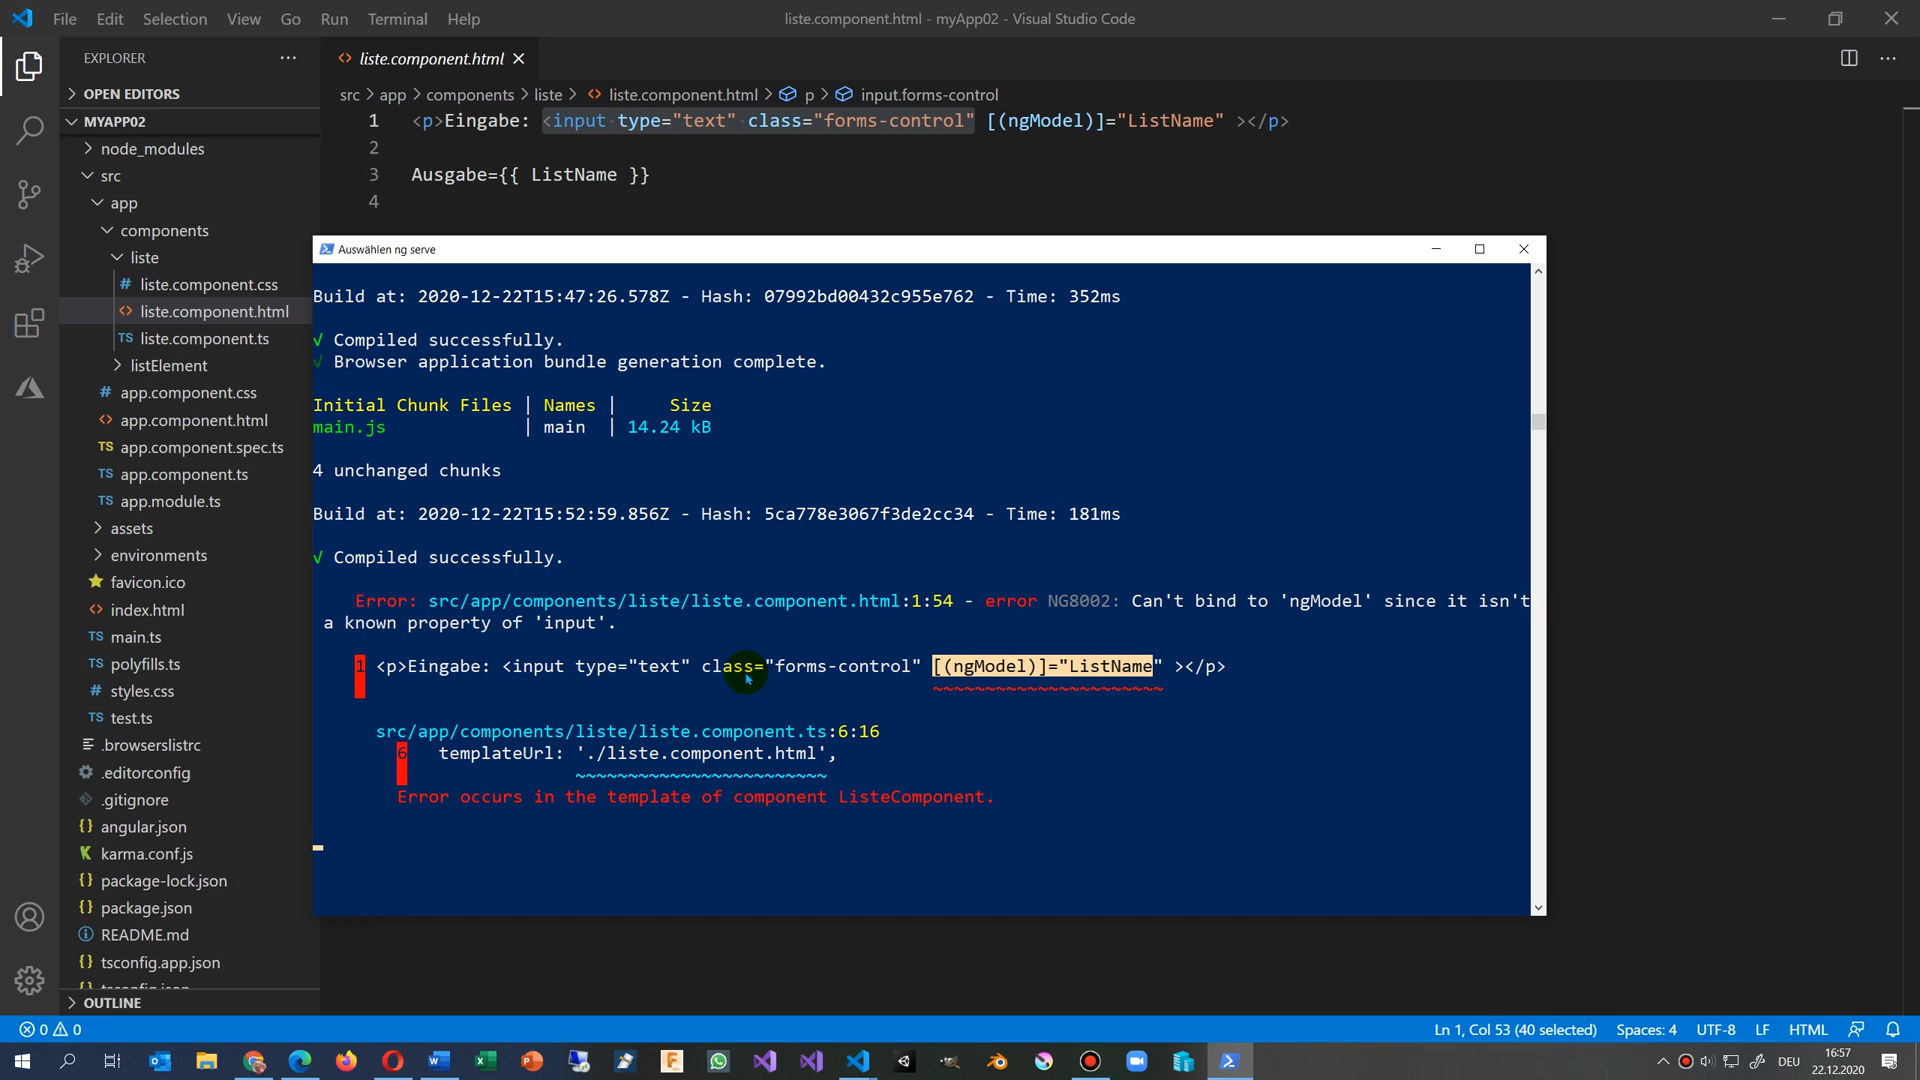 File Edit Selection View Go Run Terminal Help
liste.component.html - myApp02 - Visual Studio Code
EXPLORER
liste.component.html
OPEN EDITORS
src > app > components > liste > liste.component.html > p > input.forms-control
MYAPP02
1 <p>Eingabe: <input type="text" class="forms-control" [(ngModel)]="ListName" ></p>
2
3 Ausgabe={{ ListName }}
4
node_modules
src
app
components
liste
liste.component.css
liste.component.html
liste.component.ts
listElement
app.component.css
app.component.html
app.component.spec.ts
app.component.ts
app.module.ts
assets
environments
favicon.ico
index.html
main.ts
polyfills.ts
styles.css
test.ts
.browserslistrc
.editorconfig
.gitignore
angular.json
karma.conf.js
package-lock.json
package.json
README.md
tsconfig.app.json
OUTLINE
Auswählen ng serve
Build at: 2020-12-22T15:47:26.578Z - Hash: 07992bd00432c955e762 - Time: 352ms
√ Compiled successfully.
√ Browser application bundle generation complete.
Initial Chunk Files | Names | Size
main.js | main | 14.24 kB
4 unchanged chunks
Build at: 2020-12-22T15:52:59.856Z - Hash: 5ca778e3067f3de2cc34 - Time: 181ms
√ Compiled successfully.
Error: src/app/components/liste/liste.component.html:1:54 - error NG8002: Can't bind to 'ngModel' since it isn't
a known property of 'input'.
1 <p>Eingabe: <input type="text" class="forms-control" [(ngModel)]="ListName" ></p>
~~~~~~~~~~~~~~~~~~~~~~
src/app/components/liste/liste.component.ts:6:16
6 templateUrl: './liste.component.html',
~~~~~~~~~~~~~~~~~~~~~~~~
Error occurs in the template of component ListeComponent.
0 0
Ln 1, Col 53 (40 selected) Spaces: 4 UTF-8 LF HTML
DEU
16:57
22.12.2020